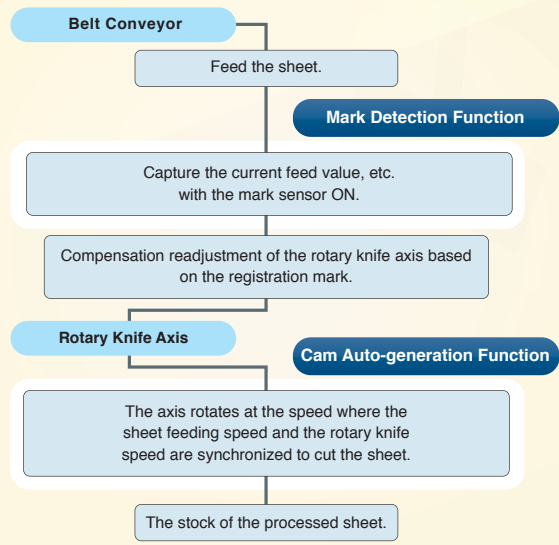 Belt Conveyor
Feed the sheet.
Mark Detection Function
Capture the current feed value, etc.
with the mark sensor ON.
Compensation readjustment of the rotary knife axis based
on the registration mark.
Rotary Knife Axis
Cam Auto-generation Function
The axis rotates at the speed where the
sheet feeding speed and the rotary knife
speed are synchronized to cut the sheet.
The stock of the processed sheet.